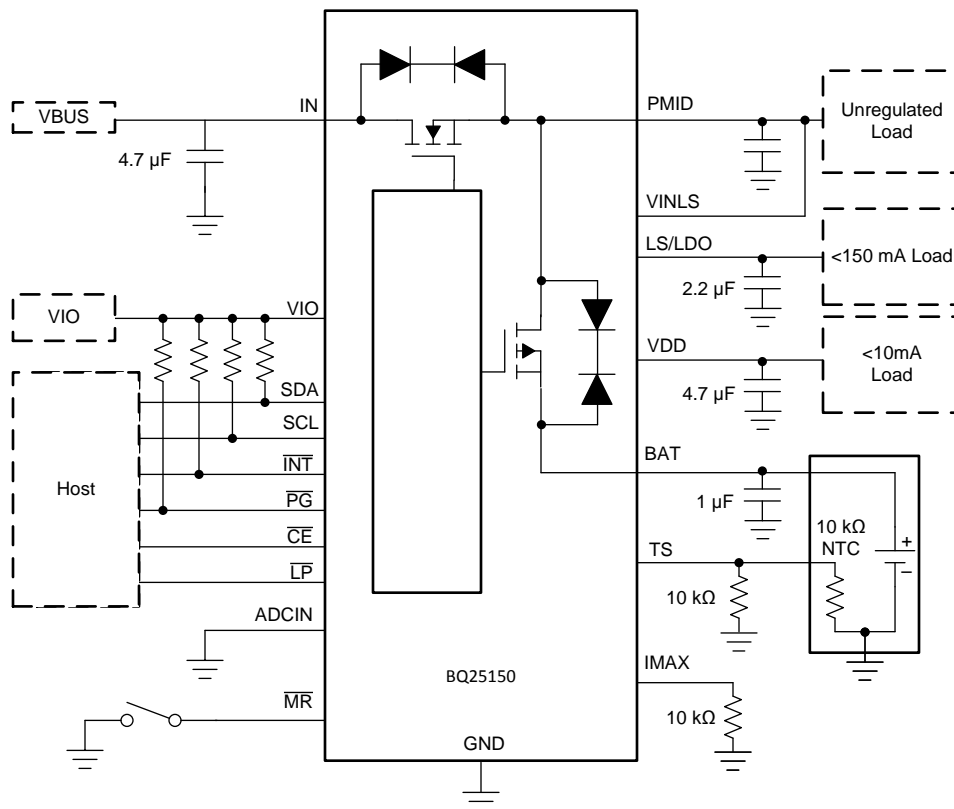 VBUS
4.7 µF
IN
PMID
Unregulated
Load
VINLS
LS/LDO
<150 mA Load
2.2 µF
VIO
VIO
VDD
<10mA
Load
4.7 µF
Host
SDA
SCL
INT
PG
CE
LP
ADCIN
MR
BAT
1 µF
10 kΩ
NTC
+
−
TS
10 kΩ
IMAX
10 kΩ
BQ25150
GND